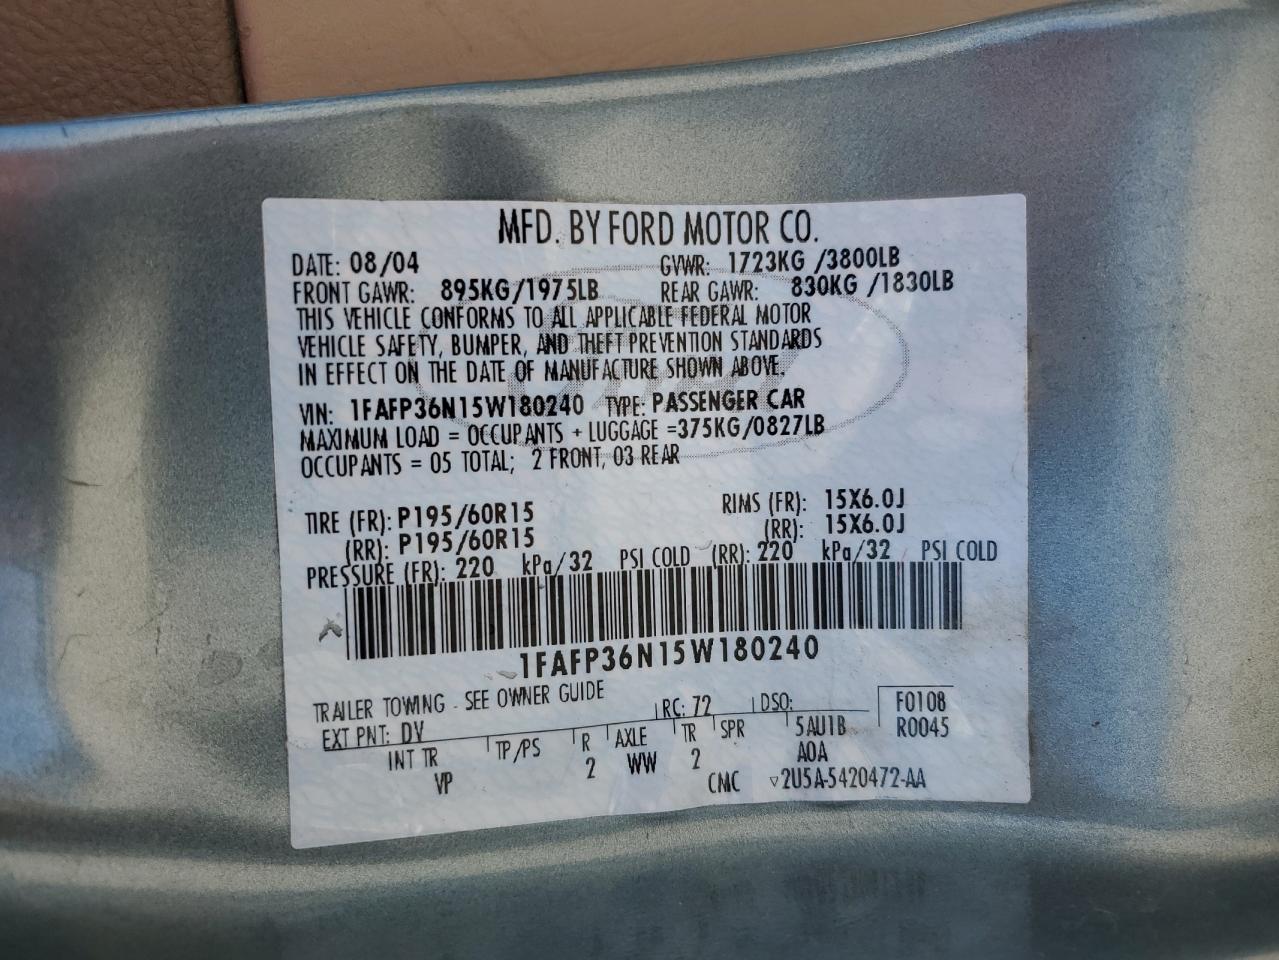 MFD. BY FORD MOTOR CO.
DATE: 08/04 GVWR: 1723KG /3800LB
FRONT GAWR: 895KG/1975LB REAR GAWR: 830KG /1830LB
THIS VEHICLE CONFORMS TO ALL APPLICABLE FEDERAL MOTOR
VEHICLE SAFETY, BUMPER, AND THEFT PREVENTION STANDARDS
IN EFFECT ON THE DATE OF MANUFACTURE SHOWN ABOVE.
VIN: 1FAFP36N15W180240 TYPE: PASSENGER CAR
MAXIMUM LOAD = OCCUPANTS + LUGGAGE =375KG/0827LB
OCCUPANTS = 05 TOTAL; 2 FRONT, 03 REAR
TIRE (FR): P195/60R15 RIMS (FR): 15X6.0J
(RR): P195/60R15 (RR): 15X6.0J
PRESSURE (FR): 220 kPa/32 PSI COLD (RR): 220 kPa/32 PSI COLD
1FAFP36N15W180240
TRAILER TOWING - SEE OWNER GUIDE
EXT PNT: DV RC: 72 DSO: F0108
R0045
INT TR TP/PS R AXLE TR SPR 5AU1B
VP 2 WW 2 AOA
CMC ▿2U5A-5420472-AA